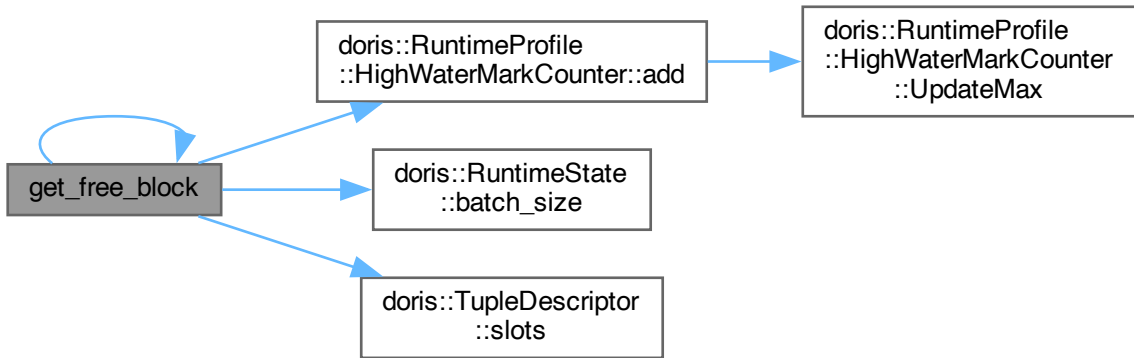 get_free_block
doris::RuntimeProfile
::HighWaterMarkCounter::add
doris::RuntimeProfile
::HighWaterMarkCounter
::UpdateMax
doris::RuntimeState
::batch_size
doris::TupleDescriptor
::slots